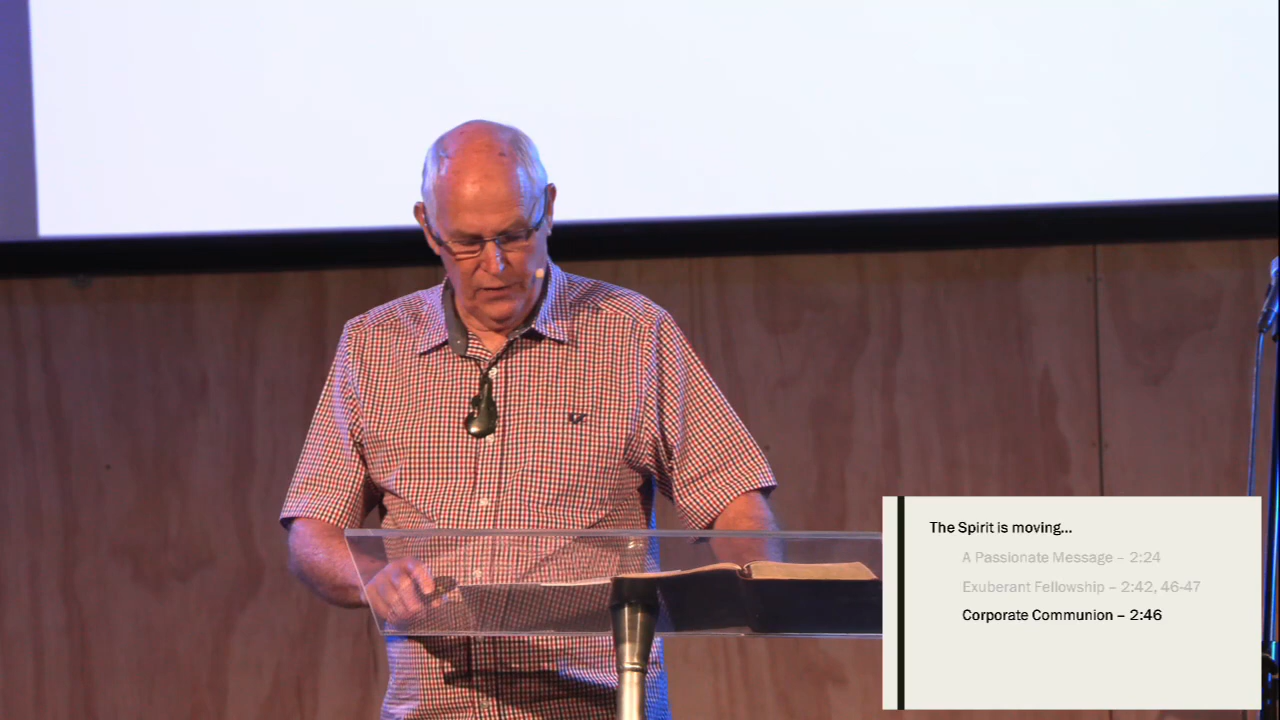 The Spirit is moving...
A Passionate Message – 2:24
Exuberant Fellowship – 2:42, 46-47
Corporate Communion – 2:46